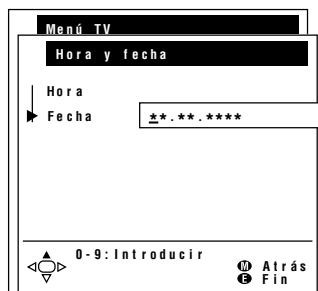 Menú TV
Hora y fecha
Hora
Fecha
**.**.****
0-9:Introducir
M Atrás
E Fin